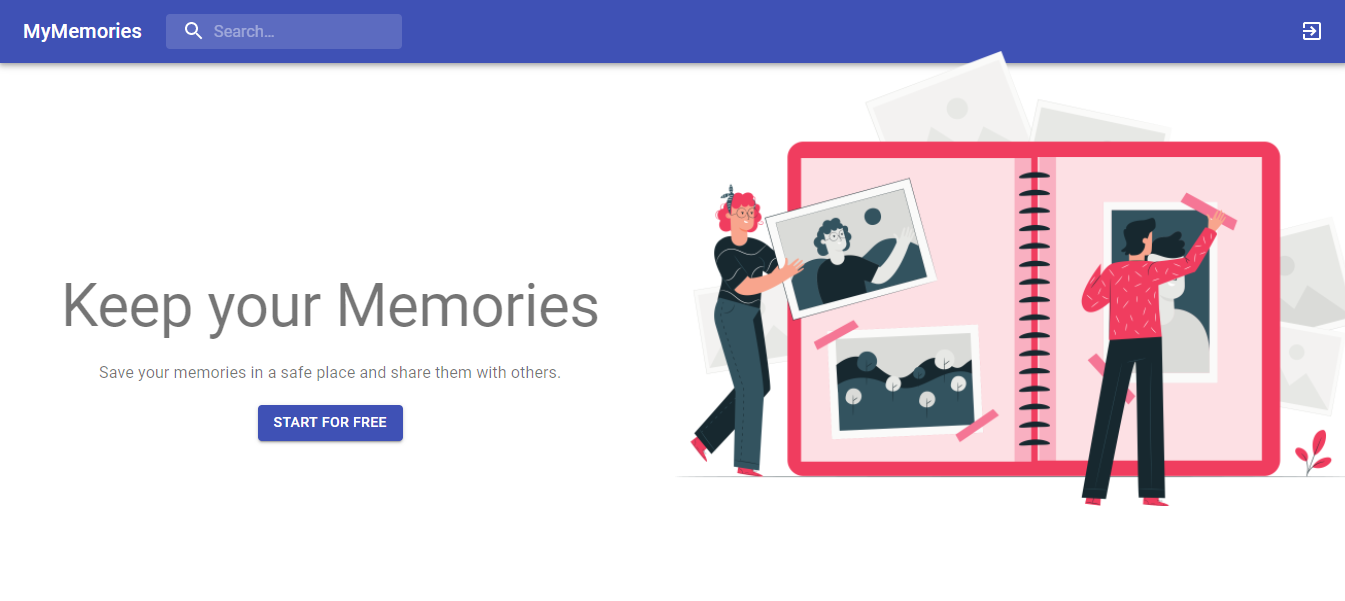 MyMemories
Search...
Keep your Memories
Save your memories in a safe place and share them with others.
START FOR FREE